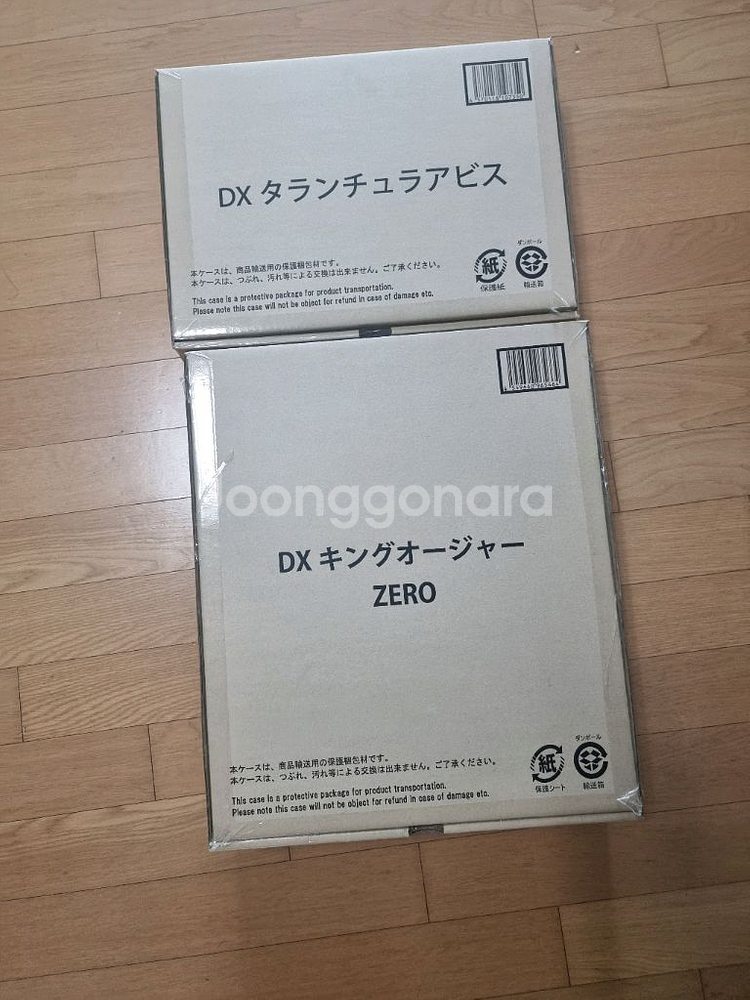 DX タランチュラアビス
本ケースは、商品輸送用の保護梱包材です。
本ケースは、つぶれ、汚れ等による交換は出来ません。ご了承ください。
This case is a protective package for product transportation.
Please note this case will not be object for refund in case of damage etc.
紙
保護紙
ダンボール
輸送箱
joonggonara
DX キングオージャー
ZERO
本ケースは、商品輸送用の保護梱包材です。
本ケースは、つぶれ、汚れ等による交換は出来ません。ご了承ください。
This case is a protective package for product transportation.
Please note this case will not be object for refund in case of damage etc.
紙
保護シート
ダンボール
輸送箱